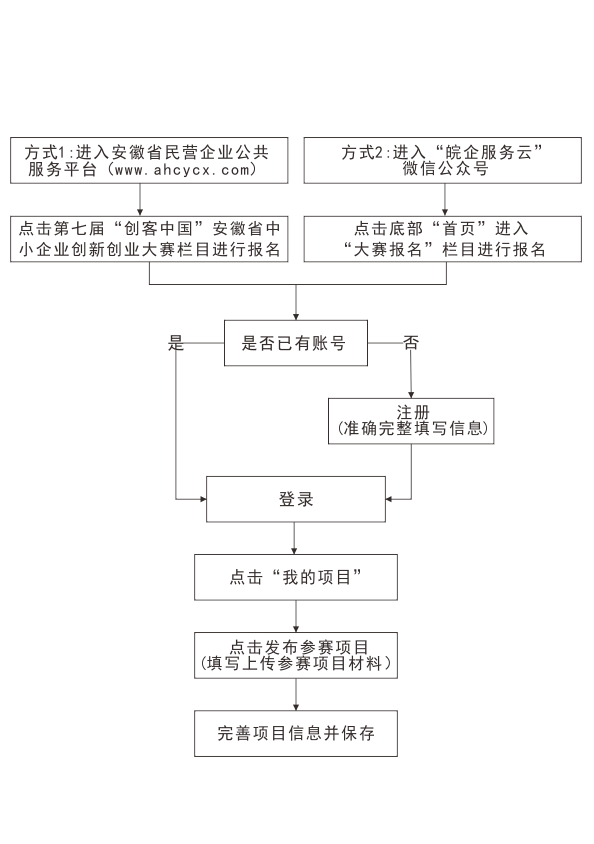 方式1:进入安徽省民营企业公共
服务平台（www.ahcycx.com）
方式2:进入“皖企服务云”
微信公众号
点击第七届“创客中国”安徽省中
小企业创新创业大赛栏目进行报名
点击底部“首页”进入
“大赛报名”栏目进行报名
是
是否已有账号
否
注册
(准确完整填写信息)
登录
点击“我的项目”
点击发布参赛项目
(填写上传参赛项目材料）
完善项目信息并保存